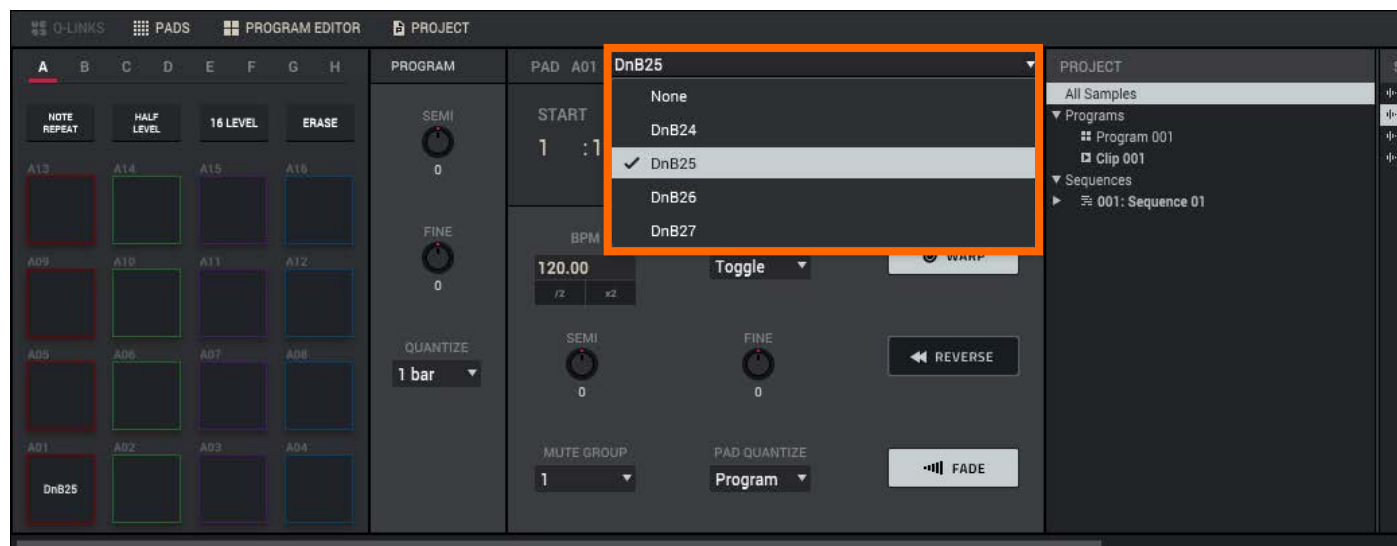 Q-LINKS PADS PROGRAM EDITOR PROJECT
A B C D E F G H
NOTE REPEAT
HALF LEVEL
16 LEVEL
ERASE
A13 A14 A15 A16
A09 A10 A11 A12
A05 A06 A07 A08
A01 A02 A03 A04
DnB25
PROGRAM
SEMI
0
FINE
0
QUANTIZE
1 bar
PAD A01 DnB25
None
DnB24
DnB25
DnB26
DnB27
START
1 :1
BPM
120.00
/2 x2
Toggle
WARP
SEMI
0
FINE
0
REVERSE
MUTE GROUP
1
PAD QUANTIZE
Program
FADE
PROJECT
All Samples
Programs
Program 001
Clip 001
Sequences
001: Sequence 01